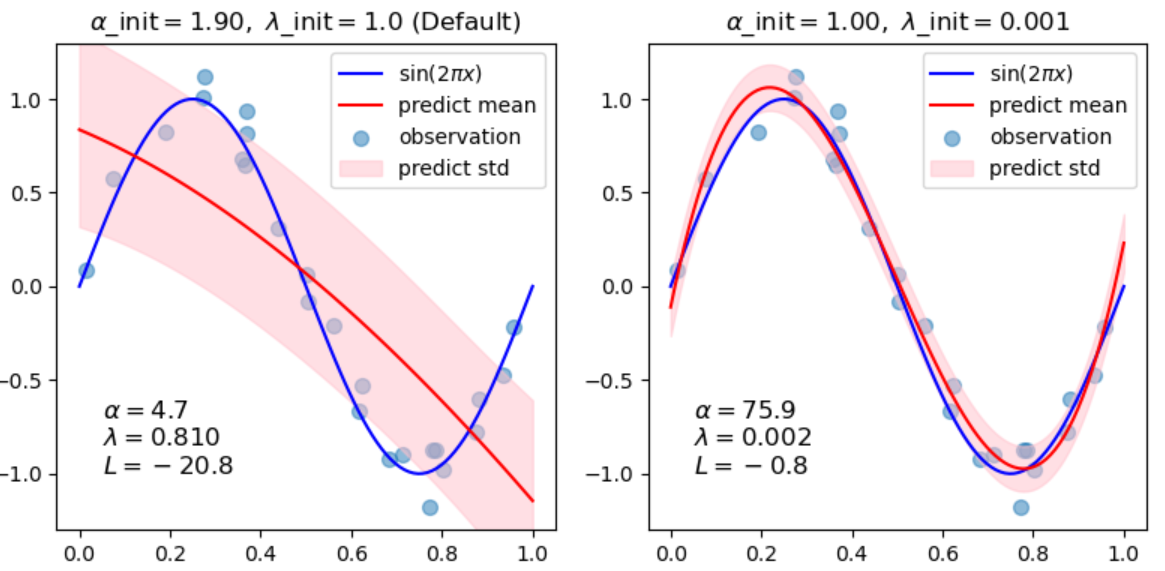 α_init = 1.90, λ_init = 1.0 (Default)
sin(2πx)
predict mean
observation
predict std
1.0
0.5
0.0
−0.5
−1.0
α = 4.7
λ = 0.810
L = − 20.8
0.0 0.2 0.4 0.6 0.8 1.0
α_init = 1.00, λ_init = 0.001
sin(2πx)
predict mean
observation
predict std
1.0
0.5
0.0
−0.5
−1.0
α = 75.9
λ = 0.002
L = − 0.8
0.0 0.2 0.4 0.6 0.8 1.0